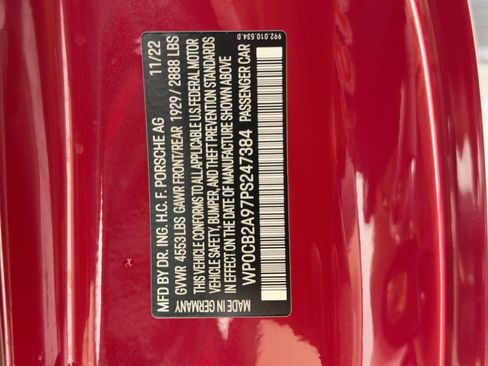 992.010.534.D
11/22
MFD BY DR. ING. H.C. F. PORSCHE AG
GVWR 4553 LBS GAWR FRONT/REAR 1929 / 2888 LBS
THIS VEHICLE CONFORMS TO ALL APPLICABLE U.S.FEDERAL MOTOR
VEHICLE SAFETY, BUMPER, AND THEFT PREVENTION STANDARDS
IN EFFECT ON THE DATE OF MANUFACTURE SHOWN ABOVE
WP0CB2A97PS247384 PASSENGER CAR
MADE IN GERMANY